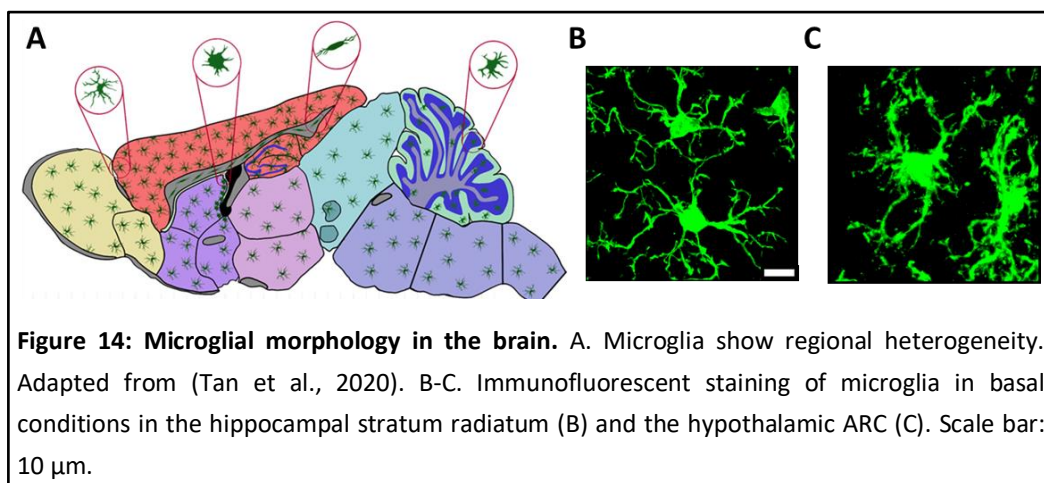 A
B
C
Figure 14: Microglial morphology in the brain. A. Microglia show regional heterogeneity.
Adapted from (Tan et al., 2020). B-C. Immunofluorescent staining of microglia in basal
conditions in the hippocampal stratum radiatum (B) and the hypothalamic ARC (C). Scale bar:
10 µm.